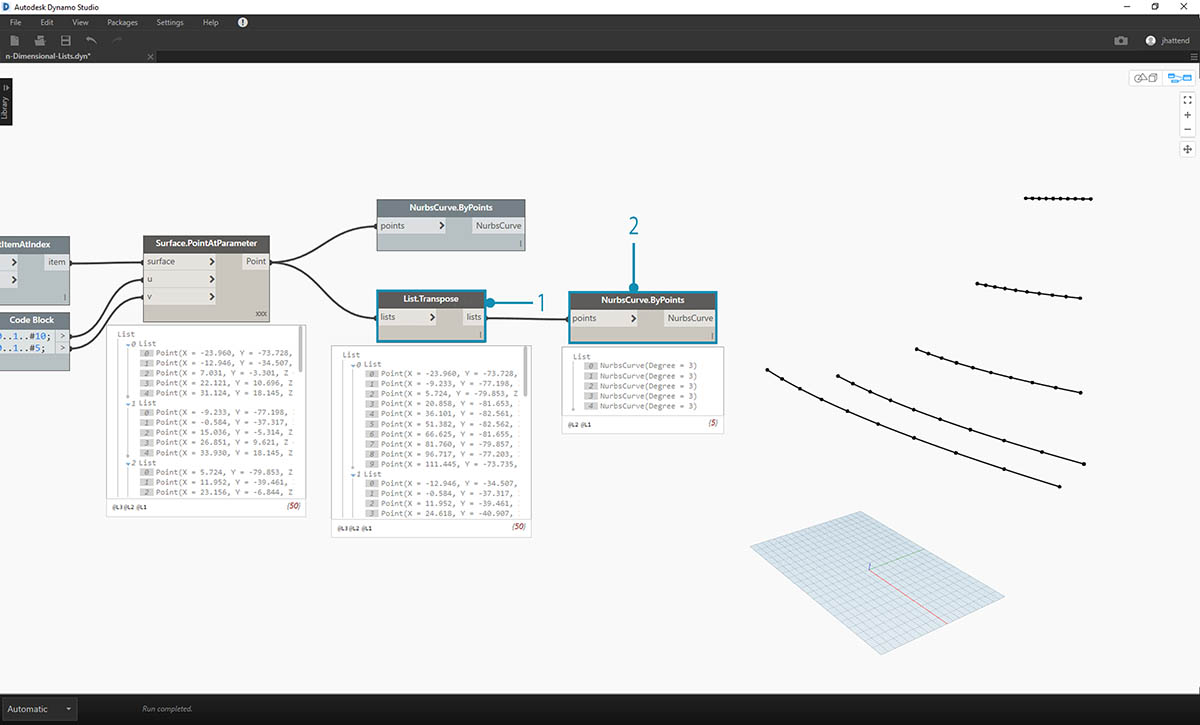 Autodesk Dynamo Studio
File Edit View Packages Settings Help
jhattend
n-Dimensional-Lists.dyn*
Library
NurbsCurve.ByPoints
points > NurbsCurve
2
tItemAtIndex
> item
>
Surface.PointAtParameter
surface > Point
u >
v >
xxx
List.Transpose
lists > lists
1
NurbsCurve.ByPoints
points > NurbsCurve
Code Block
0..1..#10; >
0..1..#5; >
List
0 List
0 Point(X = -23.960, Y = -73.728,
1 Point(X = -12.946, Y = -34.507,
2 Point(X = 7.031, Y = -3.301, Z
3 Point(X = 22.121, Y = 10.696, Z
4 Point(X = 31.124, Y = 18.145, Z
1 List
0 Point(X = -9.233, Y = -77.198,
1 Point(X = -0.584, Y = -37.317,
2 Point(X = 15.036, Y = -5.314, Z
3 Point(X = 26.851, Y = 9.621, Z
4 Point(X = 33.930, Y = 18.145, Z
2 List
0 Point(X = 5.724, Y = -79.853, Z
1 Point(X = 11.952, Y = -39.461,
2 Point(X = 23.156, Y = -6.844, Z
@L3 @L2 @L1 {50}
List
0 List
0 Point(X = -23.960, Y = -73.728,
1 Point(X = -9.233, Y = -77.198,
2 Point(X = 5.724, Y = -79.853, Z
3 Point(X = 20.858, Y = -81.653,
4 Point(X = 36.101, Y = -82.561,
5 Point(X = 51.382, Y = -82.562,
6 Point(X = 66.625, Y = -81.655,
7 Point(X = 81.760, Y = -79.857,
8 Point(X = 96.717, Y = -77.203,
9 Point(X = 111.445, Y = -73.735,
1 List
0 Point(X = -12.946, Y = -34.507,
1 Point(X = -0.584, Y = -37.317,
2 Point(X = 11.952, Y = -39.461,
3 Point(X = 24.618, Y = -40.907,
@L3 @L2 @L1 {50}
List
0 NurbsCurve(Degree = 3)
1 NurbsCurve(Degree = 3)
2 NurbsCurve(Degree = 3)
3 NurbsCurve(Degree = 3)
4 NurbsCurve(Degree = 3)
@L2 @L1 {5}
Automatic
Run completed.